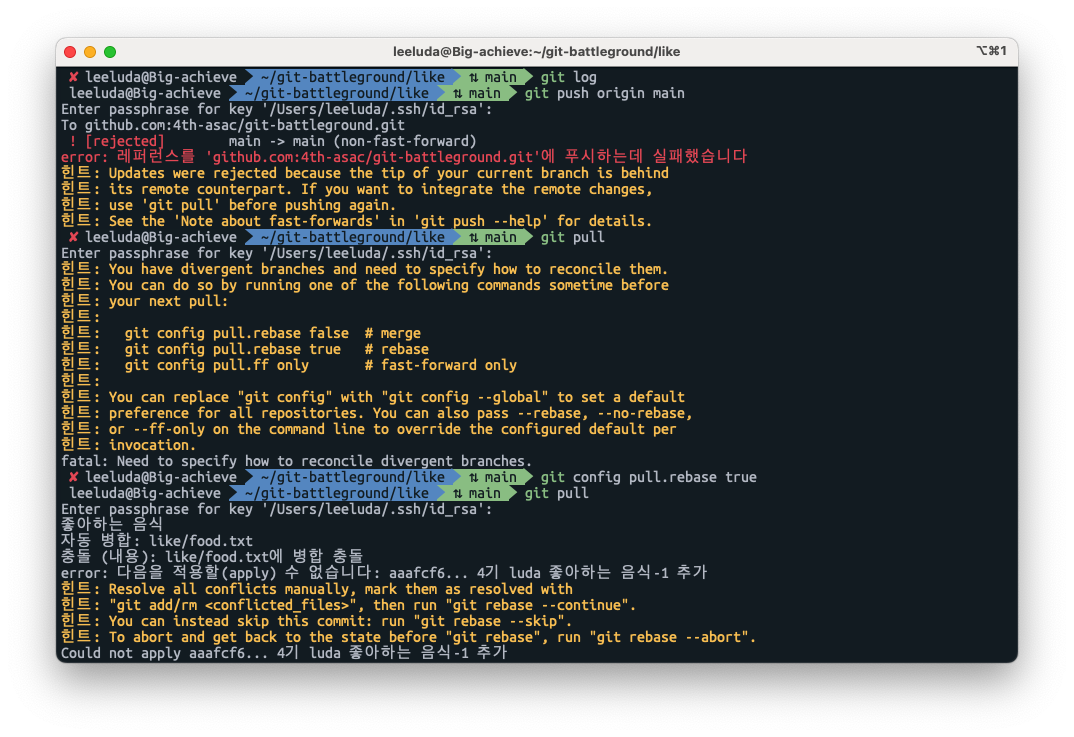 leeluda@Big-achieve:~/git-battleground/like ⌥⌘1
✘ leeluda@Big-achieve ~/git-battleground/like ⇅ main git log
leeluda@Big-achieve ~/git-battleground/like ⇅ main git push origin main
Enter passphrase for key '/Users/leeluda/.ssh/id_rsa':
To github.com:4th-asac/git-battleground.git
! [rejected] main -> main (non-fast-forward)
error: 레퍼런스를 'github.com:4th-asac/git-battleground.git'에 푸시하는데 실패했습니다
힌트: Updates were rejected because the tip of your current branch is behind
힌트: its remote counterpart. If you want to integrate the remote changes,
힌트: use 'git pull' before pushing again.
힌트: See the 'Note about fast-forwards' in 'git push --help' for details.
✘ leeluda@Big-achieve ~/git-battleground/like ⇅ main git pull
Enter passphrase for key '/Users/leeluda/.ssh/id_rsa':
힌트: You have divergent branches and need to specify how to reconcile them.
힌트: You can do so by running one of the following commands sometime before
힌트: your next pull:
힌트:
힌트: git config pull.rebase false # merge
힌트: git config pull.rebase true # rebase
힌트: git config pull.ff only # fast-forward only
힌트:
힌트: You can replace "git config" with "git config --global" to set a default
힌트: preference for all repositories. You can also pass --rebase, --no-rebase,
힌트: or --ff-only on the command line to override the configured default per
힌트: invocation.
fatal: Need to specify how to reconcile divergent branches.
✘ leeluda@Big-achieve ~/git-battleground/like ⇅ main git config pull.rebase true
leeluda@Big-achieve ~/git-battleground/like ⇅ main git pull
Enter passphrase for key '/Users/leeluda/.ssh/id_rsa':
좋아하는 음식
자동 병합: like/food.txt
충돌 (내용): like/food.txt에 병합 충돌
error: 다음을 적용할(apply) 수 없습니다: aaafcf6... 4기 luda 좋아하는 음식-1 추가
힌트: Resolve all conflicts manually, mark them as resolved with
힌트: "git add/rm <conflicted_files>", then run "git rebase --continue".
힌트: You can instead skip this commit: run "git rebase --skip".
힌트: To abort and get back to the state before "git rebase", run "git rebase --abort".
Could not apply aaafcf6... 4기 luda 좋아하는 음식-1 추가